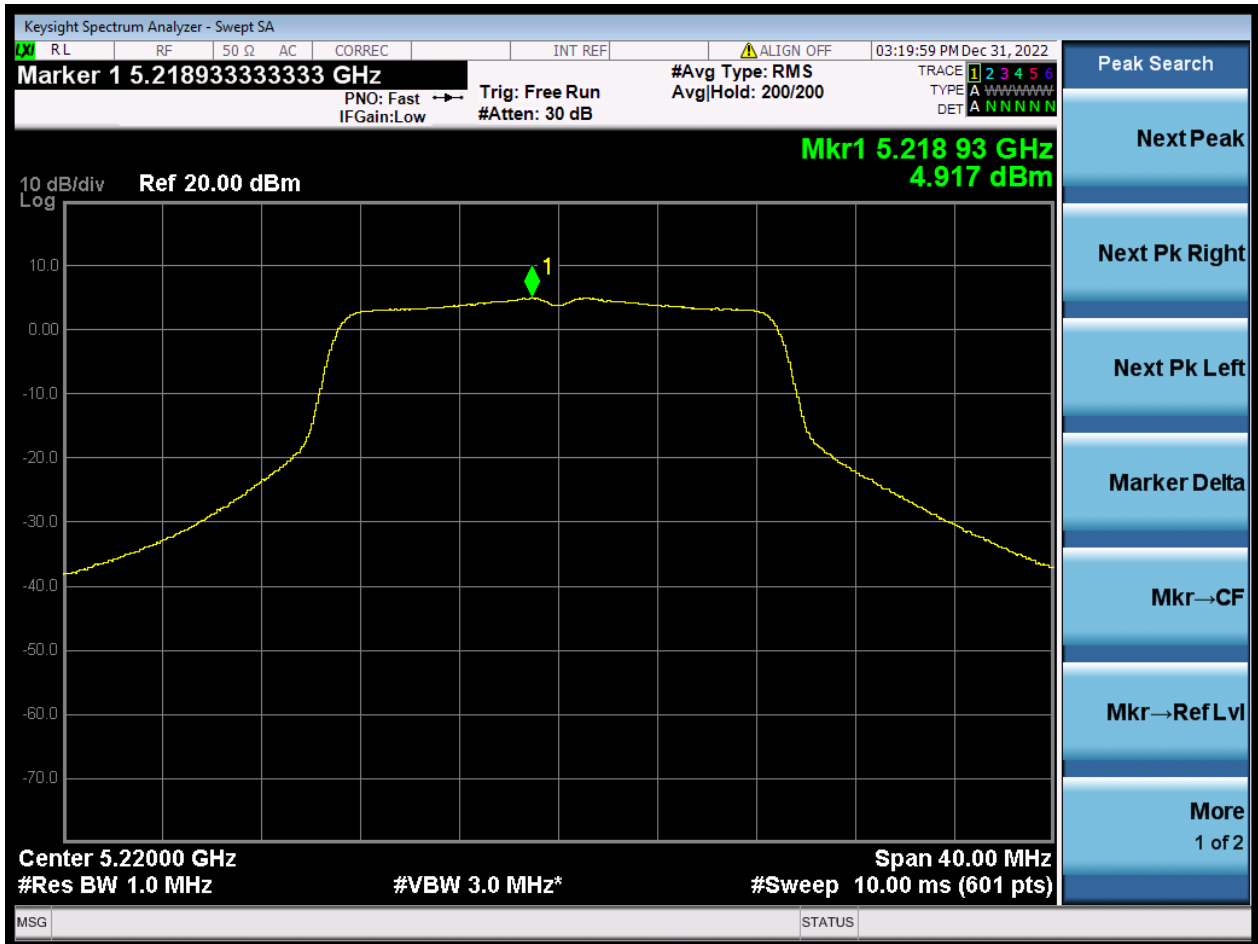 Keysight Spectrum Analyzer - Swept SA
LXI RL RF 50 Ω AC CORREC INT REF ALIGN OFF 03:19:59 PM Dec 31, 2022
Marker 1 5.218933333333 GHz
PNO: Fast
IFGain:Low
Trig: Free Run
#Atten: 30 dB
#Avg Type: RMS
Avg|Hold: 200/200
TRACE 1 2 3 4 5 6
TYPE A WWWWW
DET A N N N N N
Mkr1 5.218 93 GHz
4.917 dBm
10 dB/div Ref 20.00 dBm
Log
1
10.0
0.00
-10.0
-20.0
-30.0
-40.0
-50.0
-60.0
-70.0
Center 5.22000 GHz Span 40.00 MHz
#Res BW 1.0 MHz #VBW 3.0 MHz* #Sweep 10.00 ms (601 pts)
MSG STATUS
Peak Search
Next Peak
Next Pk Right
Next Pk Left
Marker Delta
Mkr→CF
Mkr→Ref Lvl
More
1 of 2